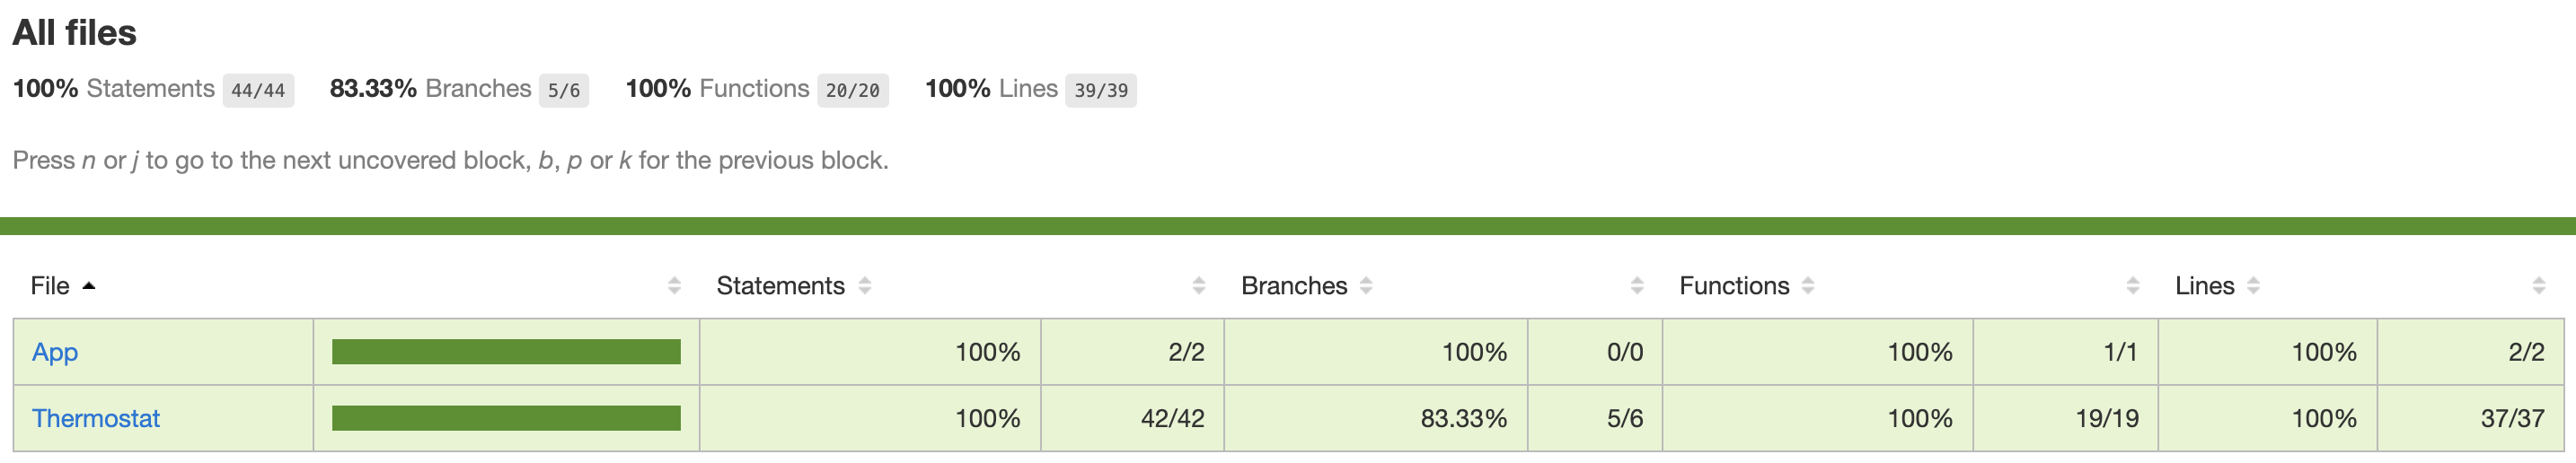 All files
100% Statements 44/44 83.33% Branches 5/6 100% Functions 20/20 100% Lines 39/39
Press n or j to go to the next uncovered block, b, p or k for the previous block.
File Statements Branches Functions Lines
App 100% 2/2 100% 0/0 100% 1/1 100% 2/2
Thermostat 100% 42/42 83.33% 5/6 100% 19/19 100% 37/37